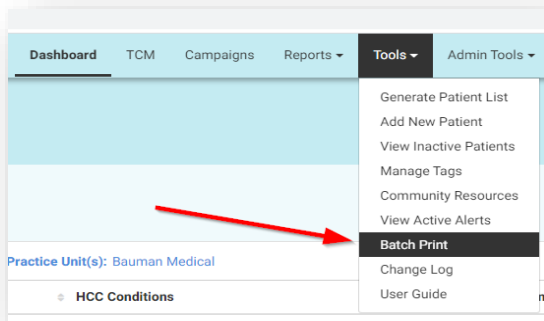 Dashboard TCM Campaigns Reports Tools Admin Tools
Generate Patient List
Add New Patient
View Inactive Patients
Manage Tags
Community Resources
View Active Alerts
Batch Print
Practice Unit(s): Bauman Medical
Change Log
HCC Conditions
User Guide